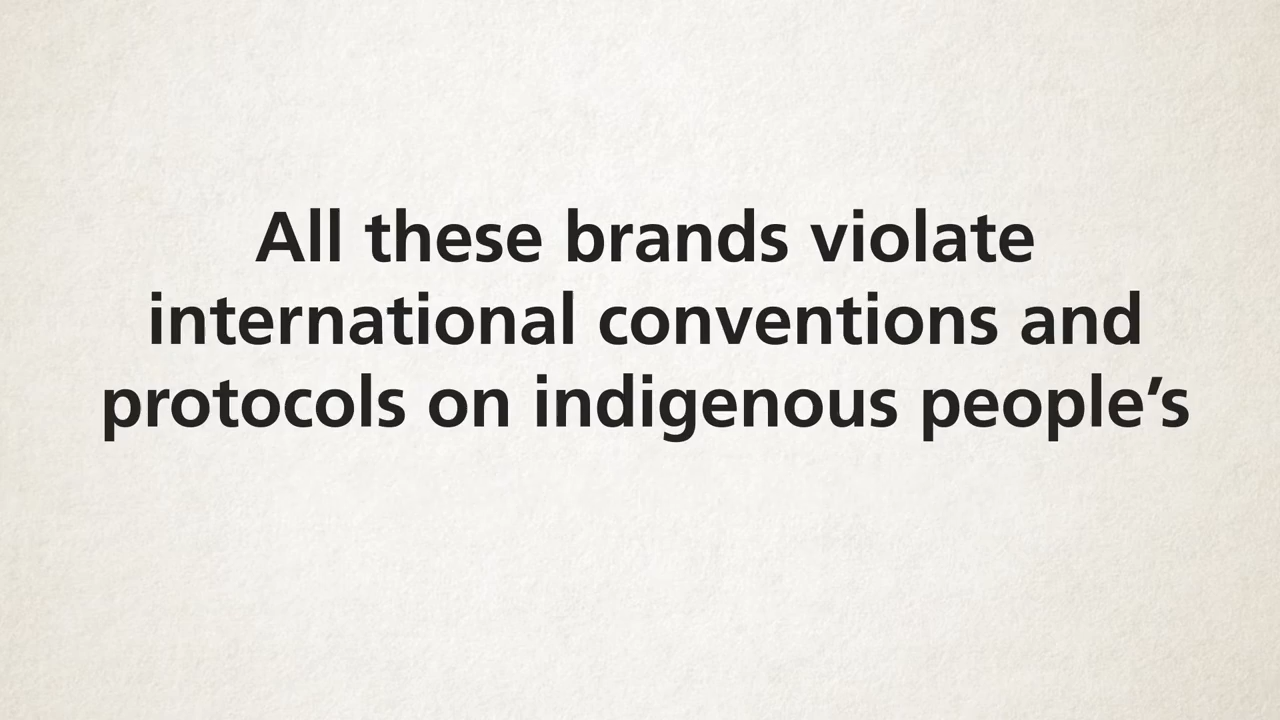 All these brands violate
international conventions and
protocols on indigenous people’s